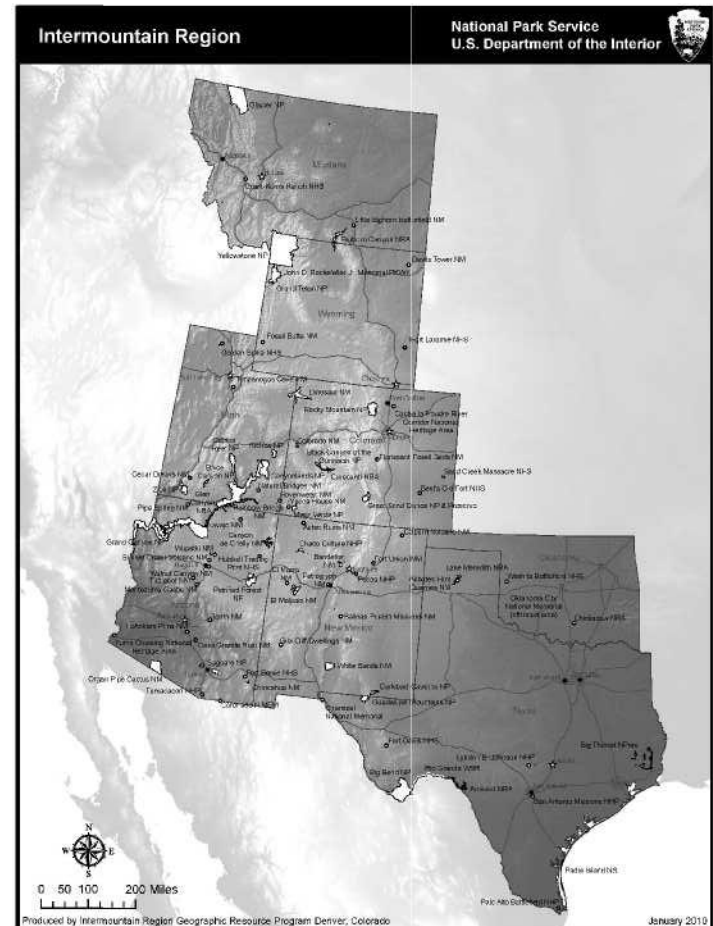 Intermountain Region
National Park Service
U.S. Department of the Interior
Glacier NP
Montana
Grant-Kohrs Ranch NHS
Little Bighorn Battlefield NM
Bighorn Canyon NRA
Yellowstone NP
Devils Tower NM
John D. Rockefeller Jr. Memorial
Grand Teton NP
Wyoming
Fossil Butte NM
Fort Laramie NHS
Golden Spike NHS
Timpanogos Cave NM
Dinosaur NM
Rocky Mountain NP
Cache la Poudre River
Corridor National
Heritage Area
Utah
Colorado NM
Colorado
Black Canyon of the
Gunnison NP
Florissant Fossil Beds NM
Curecanti NRA
Sand Creek Massacre NHS
Bent's Old Fort NHS
Cedar Breaks NM
Bryce
Canyon NP
Natural Bridges NM
Hovenweep NM
Yucca House NM
Great Sand Dunes NP & Preserve
Pipe Spring NM
Mesa Verde NP
Aztec Ruins NM
Navajo NM
Canyon
de Chelly NM
Chaco Culture NHP
Grand Canyon NP
Wupatki NM
Sunset Crater Volcano NM
Hubbell Trading
Post NHS
Walnut Canyon NM
Tuzigoot NM
Montezuma Castle NM
Petrified Forest
NP
El Morro
El Malpais NM
Bandelier
NM
Fort Union NM
Pecos NHP
Lake Meredith NRA
Washita Battlefield NHS
Oklahoma City
National Memorial
(affiliated area)
Chickasaw NRA
Tonto NM
Salinas Pueblo Missions NM
New Mexico
Casa Grande Ruins NM
Gila Cliff Dwellings NM
Yuma Crossing National
Heritage Area
Saguaro NP
White Sands NM
Organ Pipe Cactus NM
Fort Bowie NHS
Chiricahua NM
Tumacacori NHP
Coronado NMEM
Carlsbad Caverns NP
Guadalupe Mountains NP
Chamizal
National Memorial
Texas
Fort Davis NHS
Lyndon B Johnson NHP
Big Thicket NPres
Big Bend NP
Rio Grande WSR
Amistad NRA
San Antonio Missions NHP
Padre Island NS
Palo Alto Battlefield NHP
N
W
E
S
0 50 100 200 Miles
Produced by Intermountain Region Geographic Resource Program Denver, Colorado
January 2010